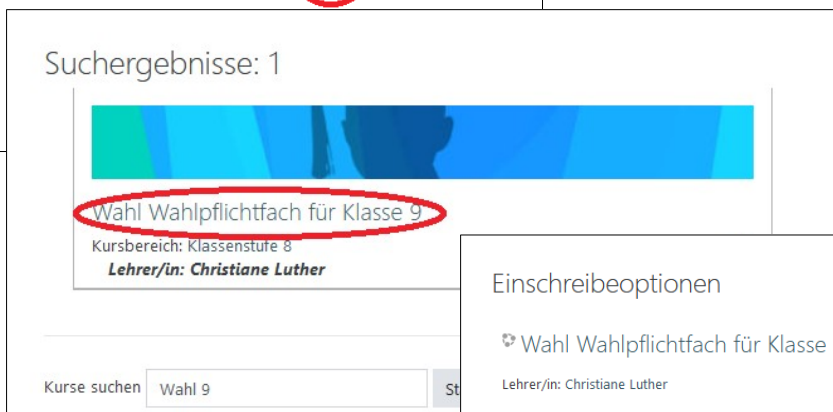 Suchergebnisse: 1
Wahl Wahlpflichtfach für Klasse 9
Kursbereich: Klassenstufe 8
Lehrer/in: Christiane Luther
Kurse suchen
Wahl 9
St
Einschreibeoptionen
Wahl Wahlpflichtfach für Klasse
Lehrer/in: Christiane Luther